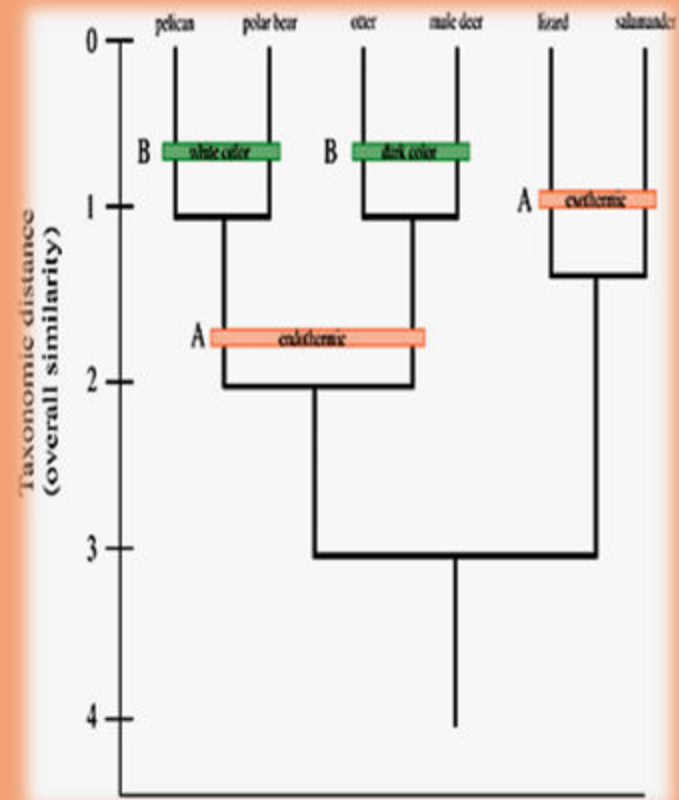 pelican polar bear otter mule deer lizard salamander
0
B white color B dark color
A exothermic
1
A endothermic
2
3
4
Taxonomic distance
(overall similarity)